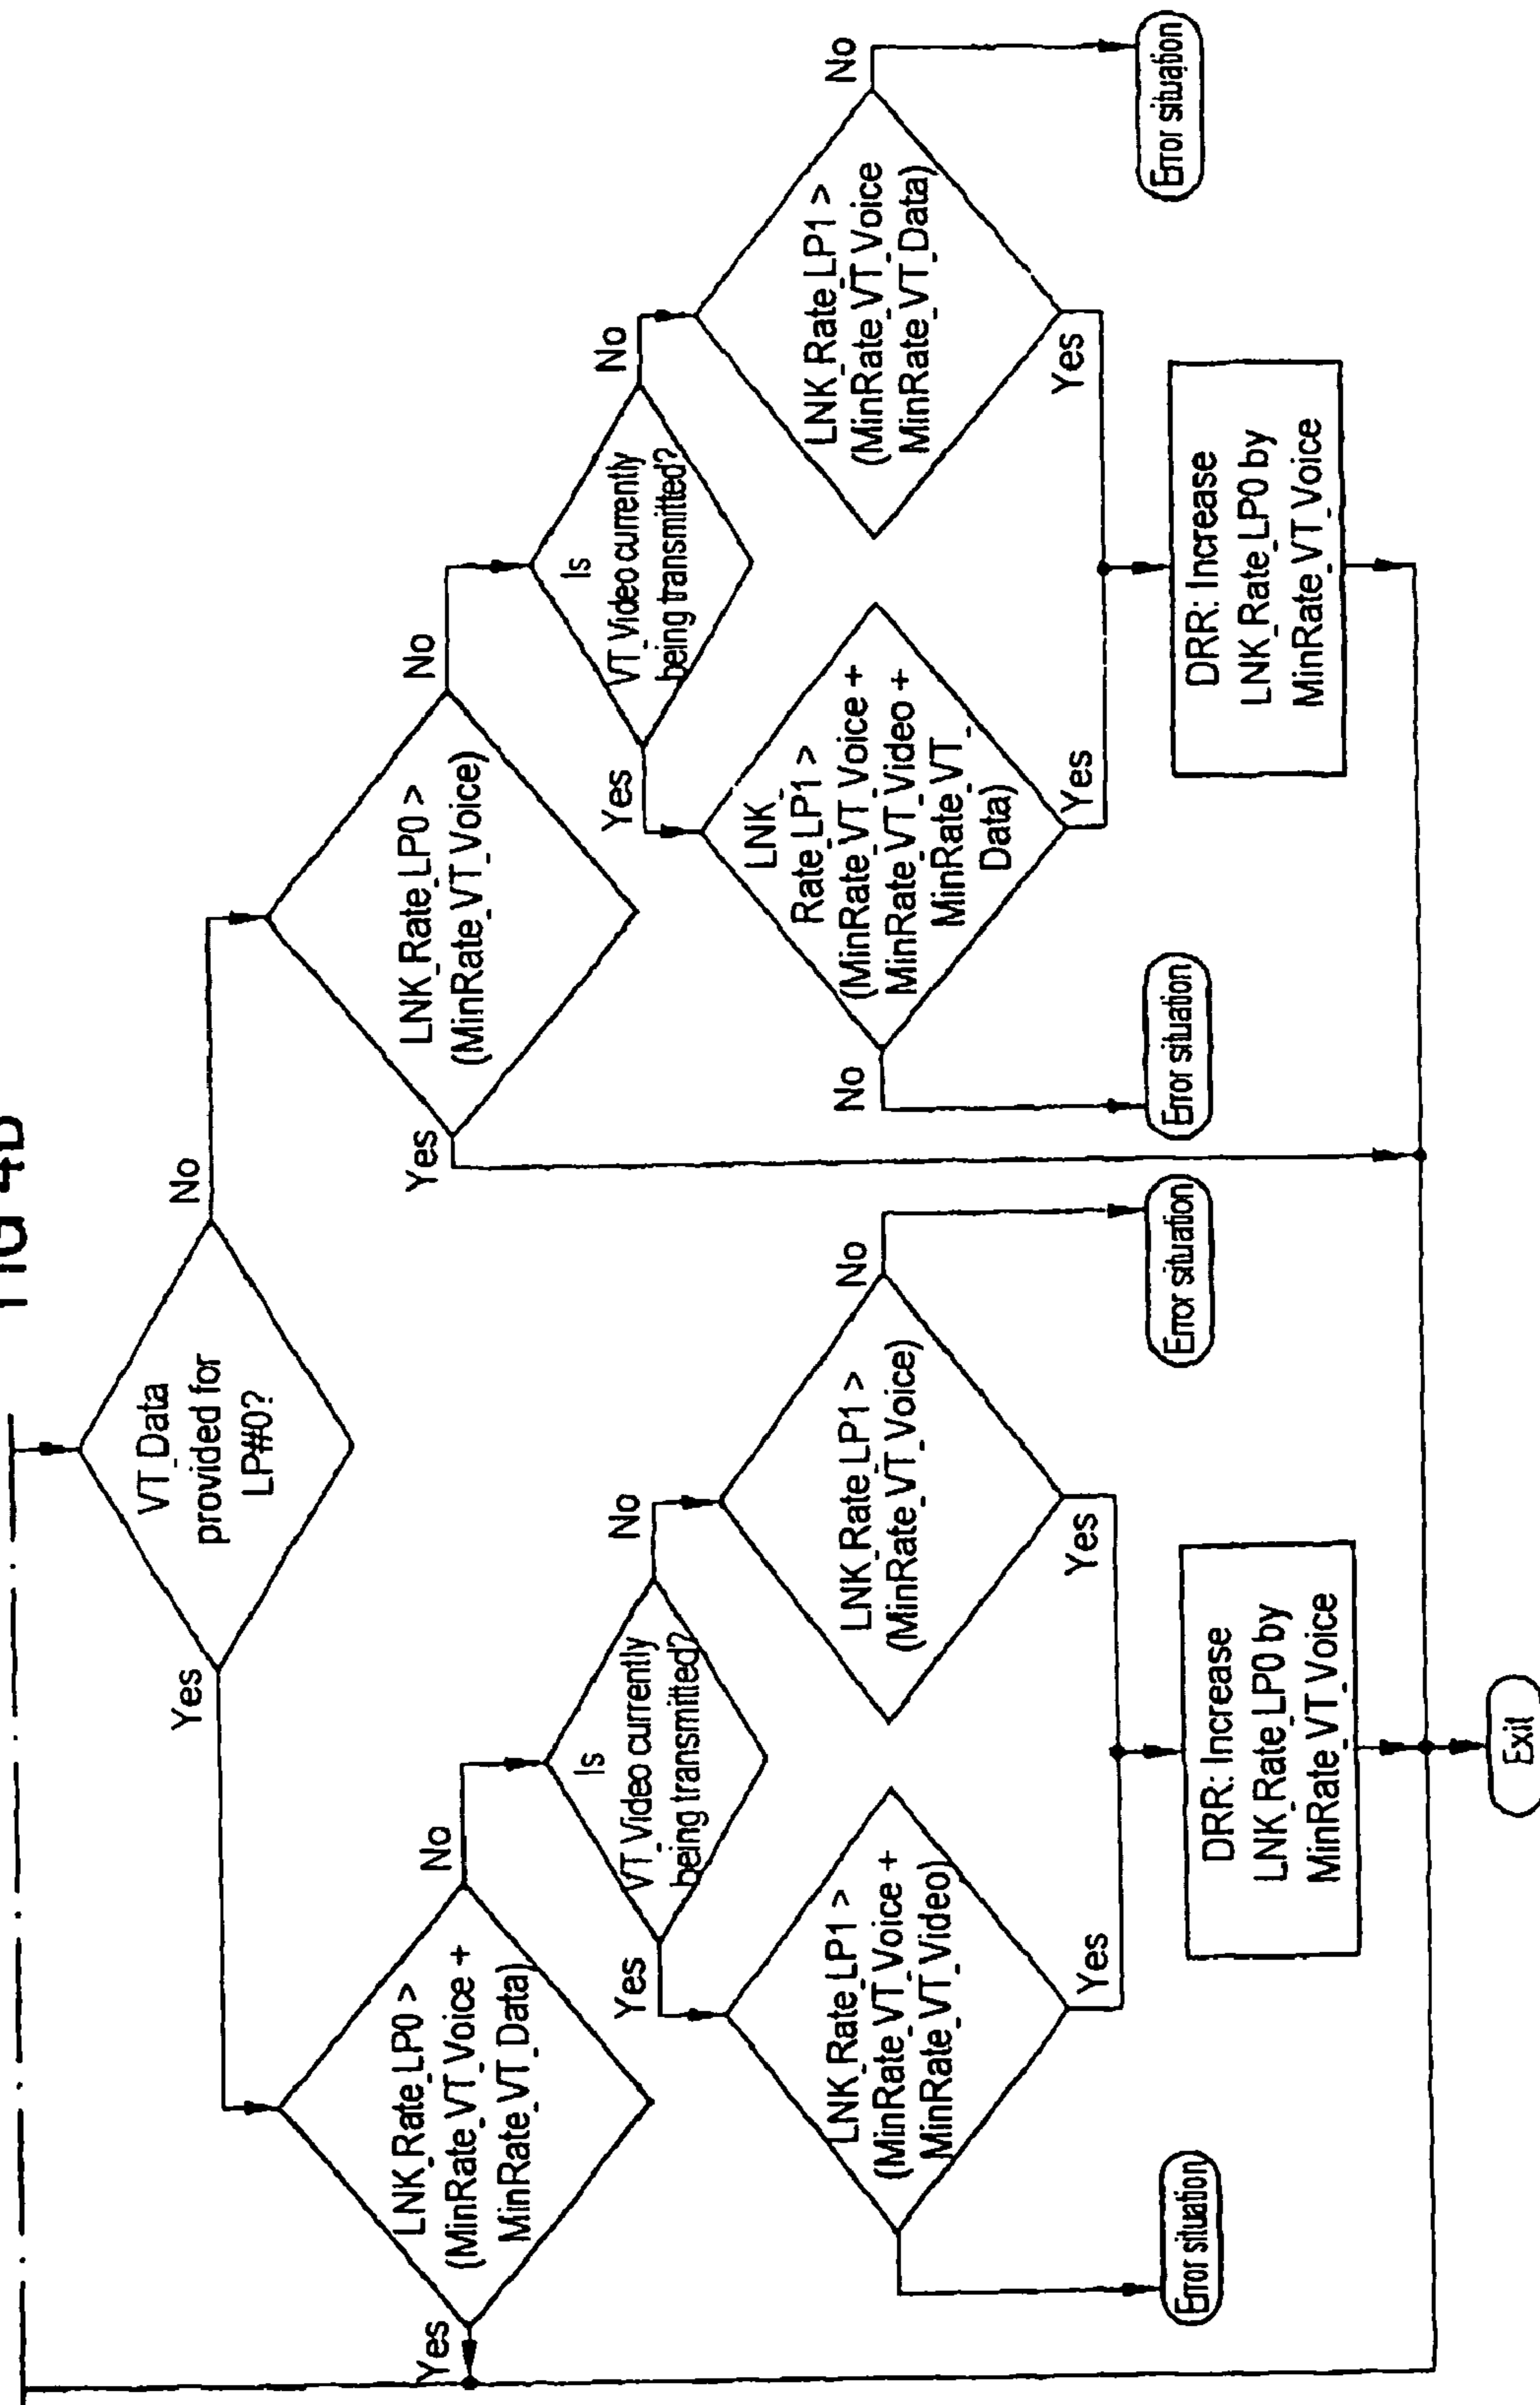 FIG 4B
VT_Data
provided for
LP#0?
Yes
No
LNK_Rate_LP0 >
(MinRate_VT_Voice +
MinRate_VT_Data)
Yes
No
LNK_Rate_LP0 >
(MinRate_VT_Voice)
Yes
No
Is
VT_Video currently
being transmitted?
Yes
No
Is
VT_Video currently
being transmitted?
Yes
No
LNK_Rate_LP1 >
(MinRate_VT_Voice +
MinRate_VT_Video)
Yes
LNK_Rate_LP1 >
(MinRate_VT_Voice)
No
Yes
LNK_
Rate_LP1 >
(MinRate_VT_Voice +
MinRate_VT_Video +
MinRate_VT_
Data)
No
Yes
LNK_Rate_LP1 >
(MinRate_VT_Voice
MinRate_VT_Data)
No
Yes
Error situation
Error situation
Error situation
Error situation
DRR: Increase
LNK_Rate_LP0 by
MinRate_VT_Voice
DRR: Increase
LNK_Rate_LP0 by
MinRate_VT_Voice
Exit